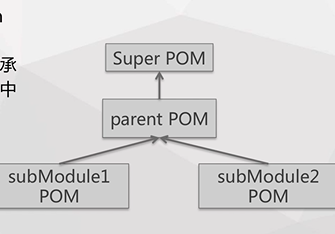 n
承
中
Super POM
parent POM
subModule1
POM
subModule2
POM